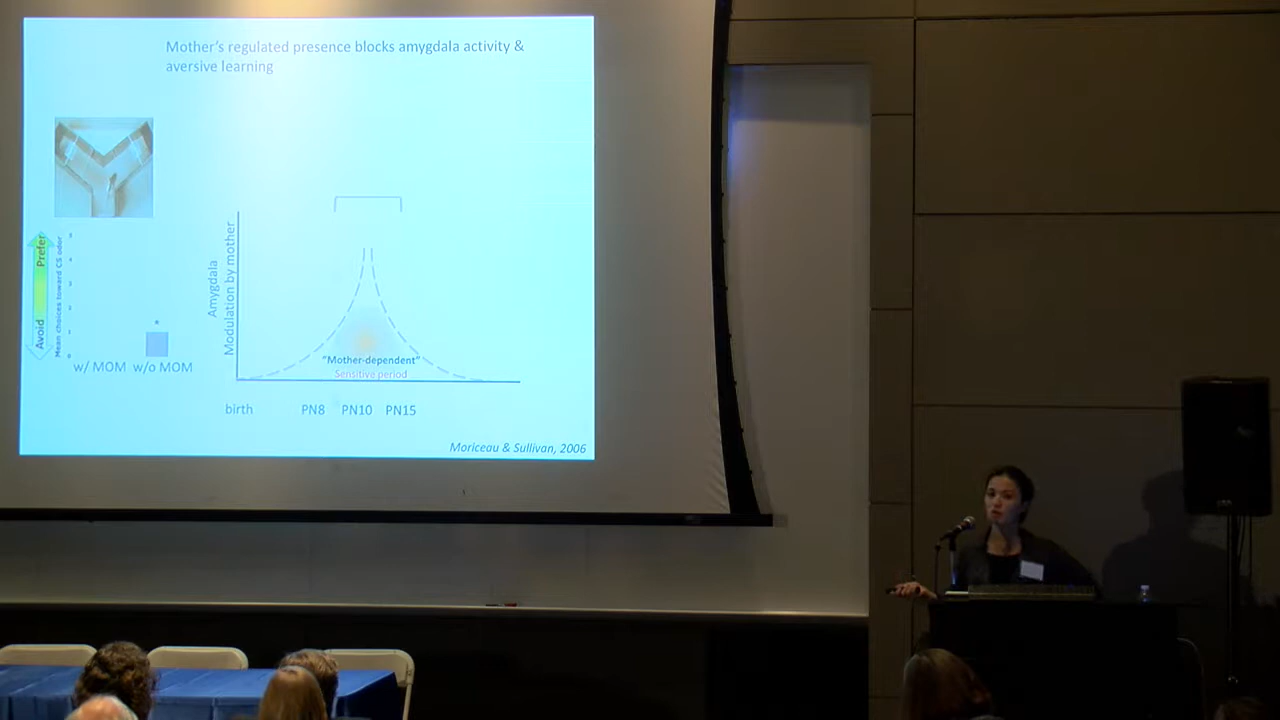 Mother's regulated presence blocks amygdala activity &
aversive learning
Prefer
Avoid
Mean choices toward CS odor
*
w/ MOM w/o MOM
Amygdala
Modulation by mother
"Mother-dependent"
Sensitive period
birth PN8 PN10 PN15
Moriceau & Sullivan, 2006